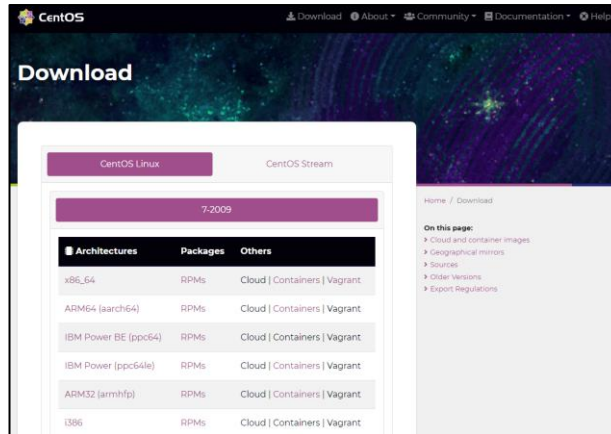 CentOS
Download About Community Documentation Help
Download
CentOS Linux CentOS Stream
7-2009
Architectures Packages Others
x86_64 RPMs Cloud | Containers | Vagrant
ARM64 (aarch64) RPMs Cloud | Containers | Vagrant
IBM Power BE (ppc64) RPMs Cloud | Containers | Vagrant
IBM Power (ppc64le) RPMs Cloud | Containers | Vagrant
ARM32 (armhfp) RPMs Cloud | Containers | Vagrant
i386 RPMs Cloud | Containers | Vagrant
Home / Download
On this page:
Cloud and container images
Geographical mirrors
Sources
Older Versions
Export Regulations